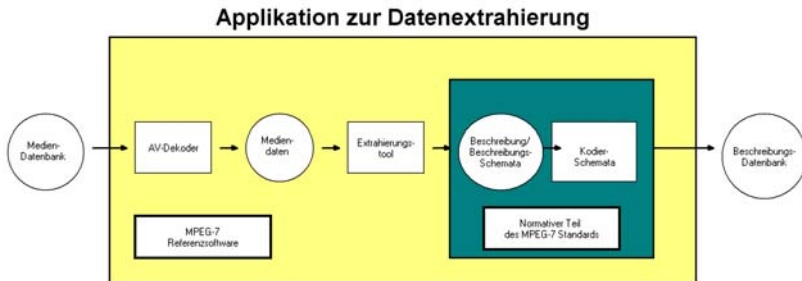 Applikation zur Datenextrahierung
Medien-
Datenbank
AV-Dekoder
Medien-
daten
Extrahierungs-
tool
Beschreibung/
Beschreibungs-
Schemata
Kodier-
Schemata
Beschreibungs-
Datenbank
MPEG-7
Referenzsoftware
Normativer Teil
des MPEG-7 Standards